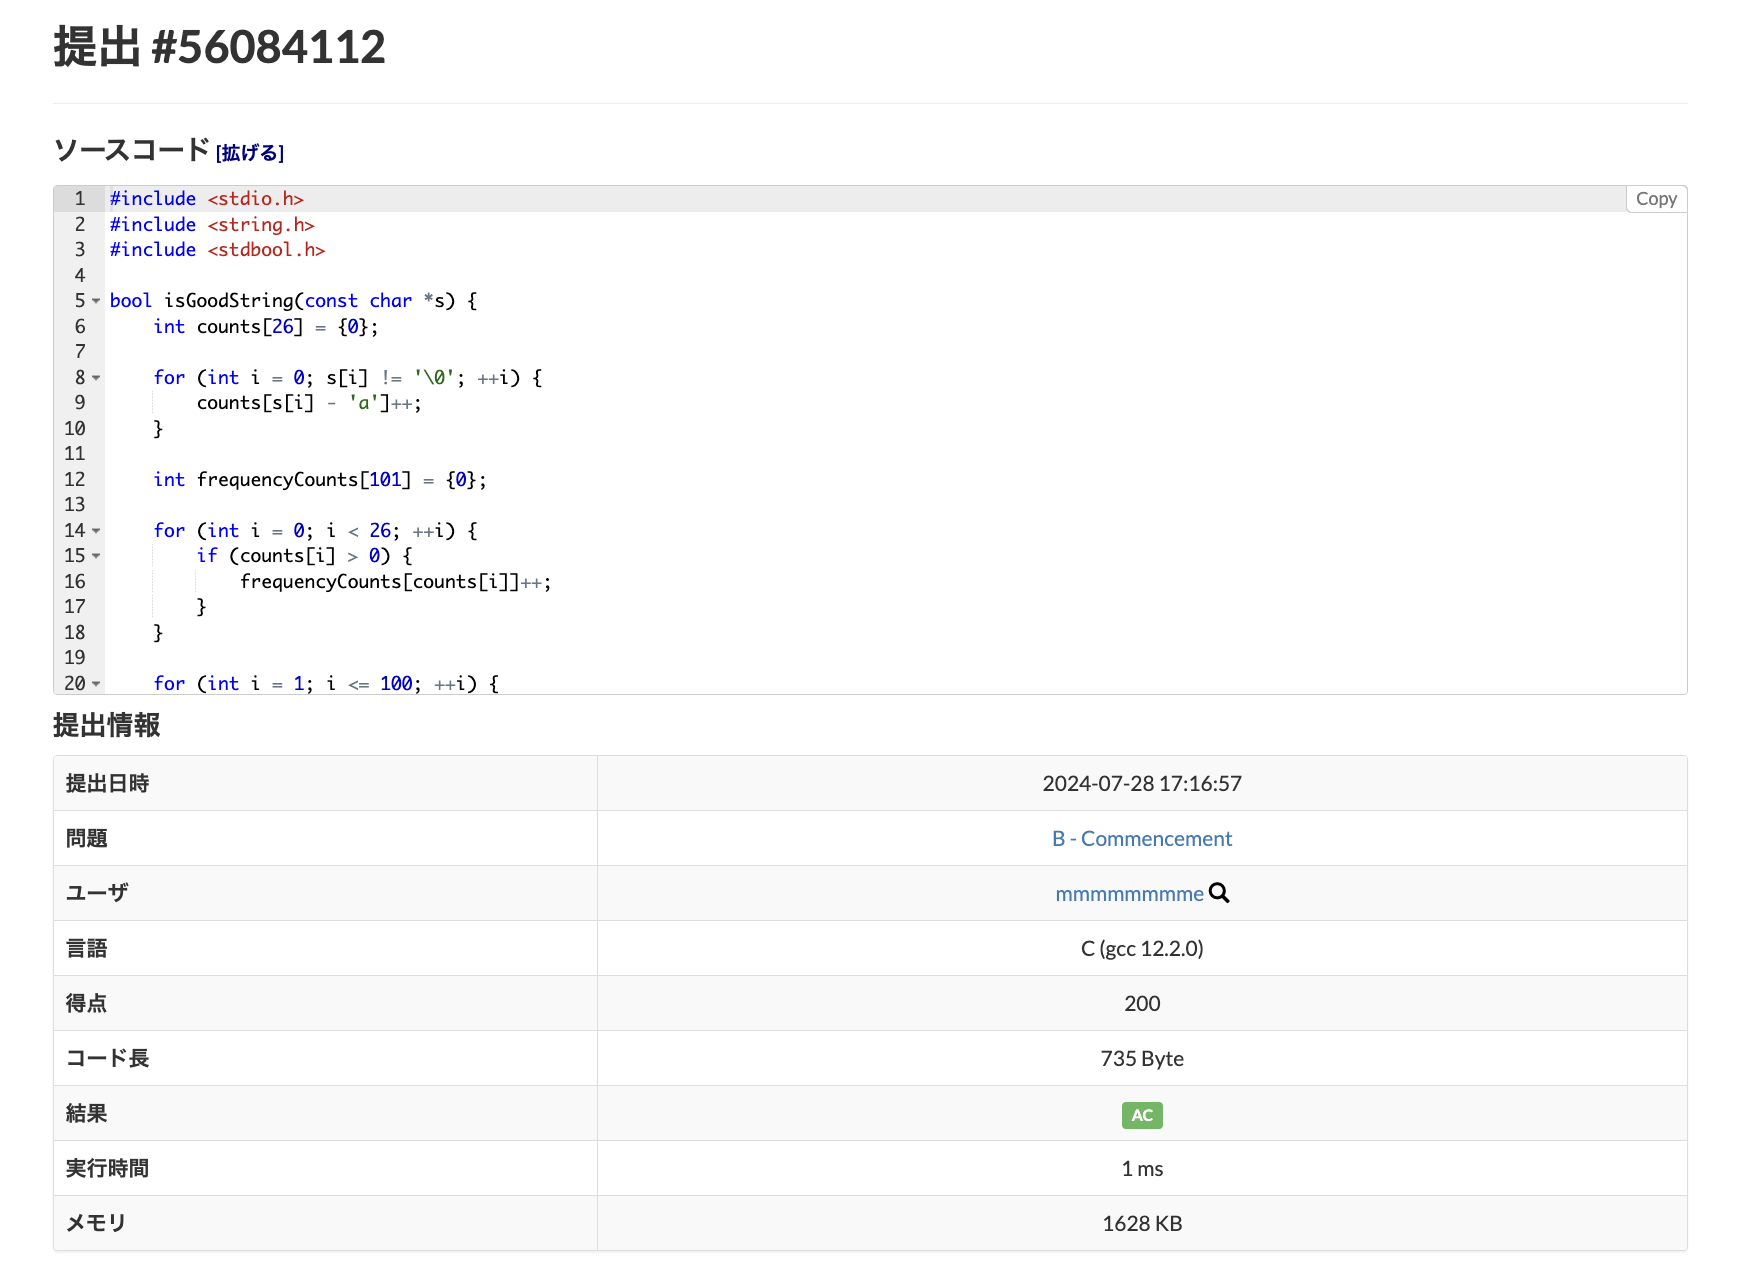 提出 #56084112
ソースコード [拡げる]
Copy
1 #include <stdio.h>
2 #include <string.h>
3 #include <stdbool.h>
4
5 bool isGoodString(const char *s) {
6     int counts[26] = {0};
7
8     for (int i = 0; s[i] != '\0'; ++i) {
9         counts[s[i] - 'a']++;
10     }
11
12     int frequencyCounts[101] = {0};
13
14     for (int i = 0; i < 26; ++i) {
15         if (counts[i] > 0) {
16             frequencyCounts[counts[i]]++;
17         }
18     }
19
20     for (int i = 1; i <= 100; ++i) {
提出情報
提出日時 2024-07-28 17:16:57
問題 B - Commencement
ユーザ mmmmmmmme
言語 C (gcc 12.2.0)
得点 200
コード長 735 Byte
結果 AC
実行時間 1 ms
メモリ 1628 KB